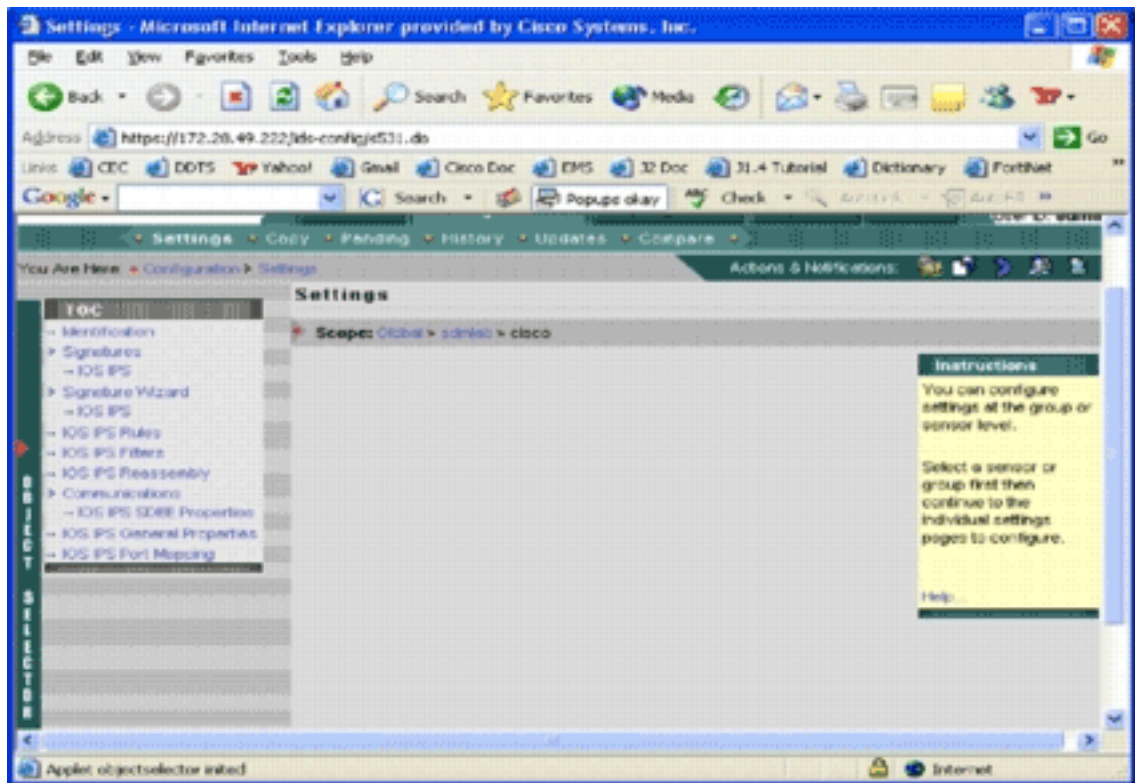 Settings - Microsoft Internet Explorer provided by Cisco Systems, Inc.
File Edit View Favorites Tools Help
Back Search Favorites Media
Address https://172.28.49.222/ids-config/s531.do Go
Links CEC DDTS Yahoo! Gmail Cisco Doc EMS 32 Doc 31.4 Tutorial Dictionary FortiNet
Google Search Popups okay Check AutoLink AutoFill
Settings Copy Pending History Updates Compare
You Are Here: Configuration Settings Actions & Notifications:
TOC
Identification
Signatures
IOS IPS
Signature Wizard
IOS IPS
IOS IPS Rules
IOS IPS Filters
IOS IPS Reassembly
Communications
IOS IPS SDEE Properties
IOS IPS General Properties
IOS IPS Port Mapping
OBJECT SELECTOR
Settings
Scope: Global > sdmlab > cisco
Instructions
You can configure
settings at the group or
sensor level.
Select a sensor or
group first then
continue to the
individual settings
pages to configure.
Help...
Applet objectselector inited Internet